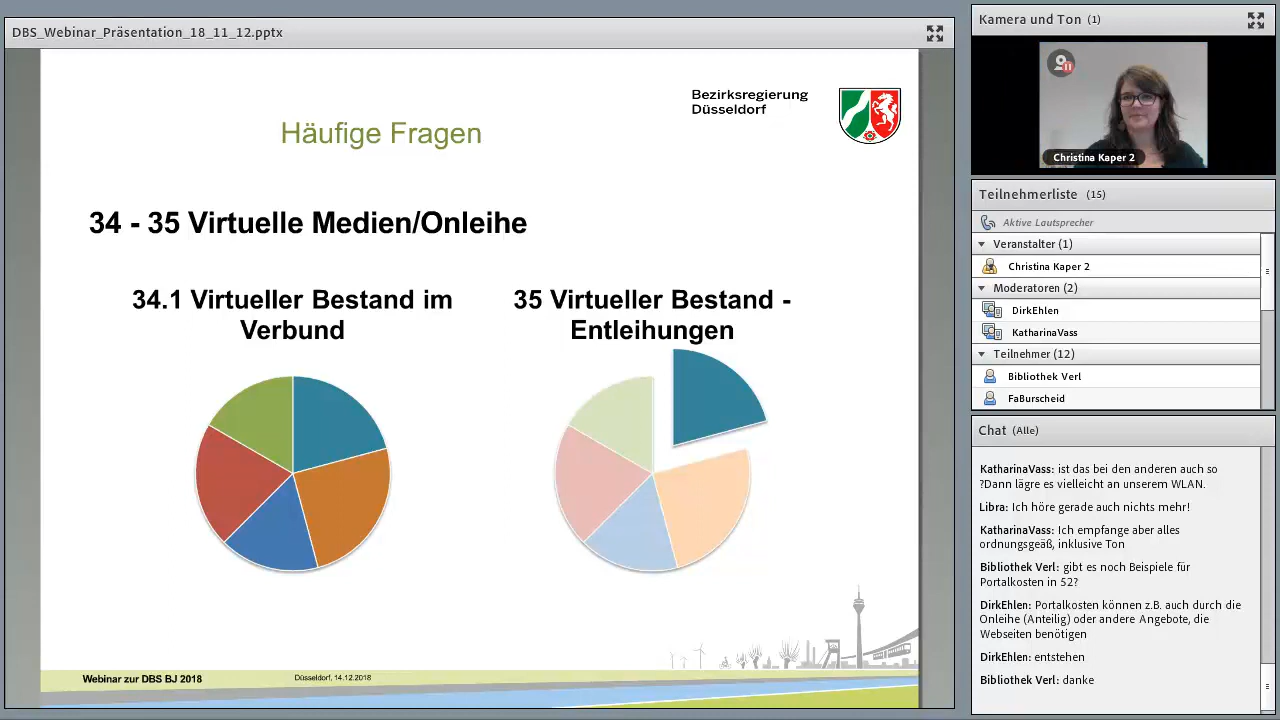 DBS_Webinar_Präsentation_18_11_12.pptx
Bezirksregierung
Düsseldorf
Häufige Fragen
34 - 35 Virtuelle Medien/Onleihe
34.1 Virtueller Bestand im
Verbund
35 Virtueller Bestand -
Entleihungen
Webinar zur DBS BJ 2018
Düsseldorf, 14.12.2018
Kamera und Ton (1)
Christina Kaper 2
Teilnehmerliste (15)
Aktive Lautsprecher
Veranstalter (1)
Christina Kaper 2
Moderatoren (2)
DirkEhlen
KatharinaVass
Teilnehmer (12)
Bibliothek Verl
FaBurscheid
Chat (Alle)
KatharinaVass: ist das bei den anderen auch so
?Dann lägre es vielleicht an unserem WLAN.
Libra: Ich höre gerade auch nichts mehr!
KatharinaVass: Ich empfange aber alles
ordnungsgeäß, inklusive Ton
Bibliothek Verl: gibt es noch Beispiele für
Portalkosten in 52?
DirkEhlen: Portalkosten können z.B. auch durch die
Onleihe (Anteilig) oder andere Angebote, die
Webseiten benötigen
DirkEhlen: entstehen
Bibliothek Verl: danke